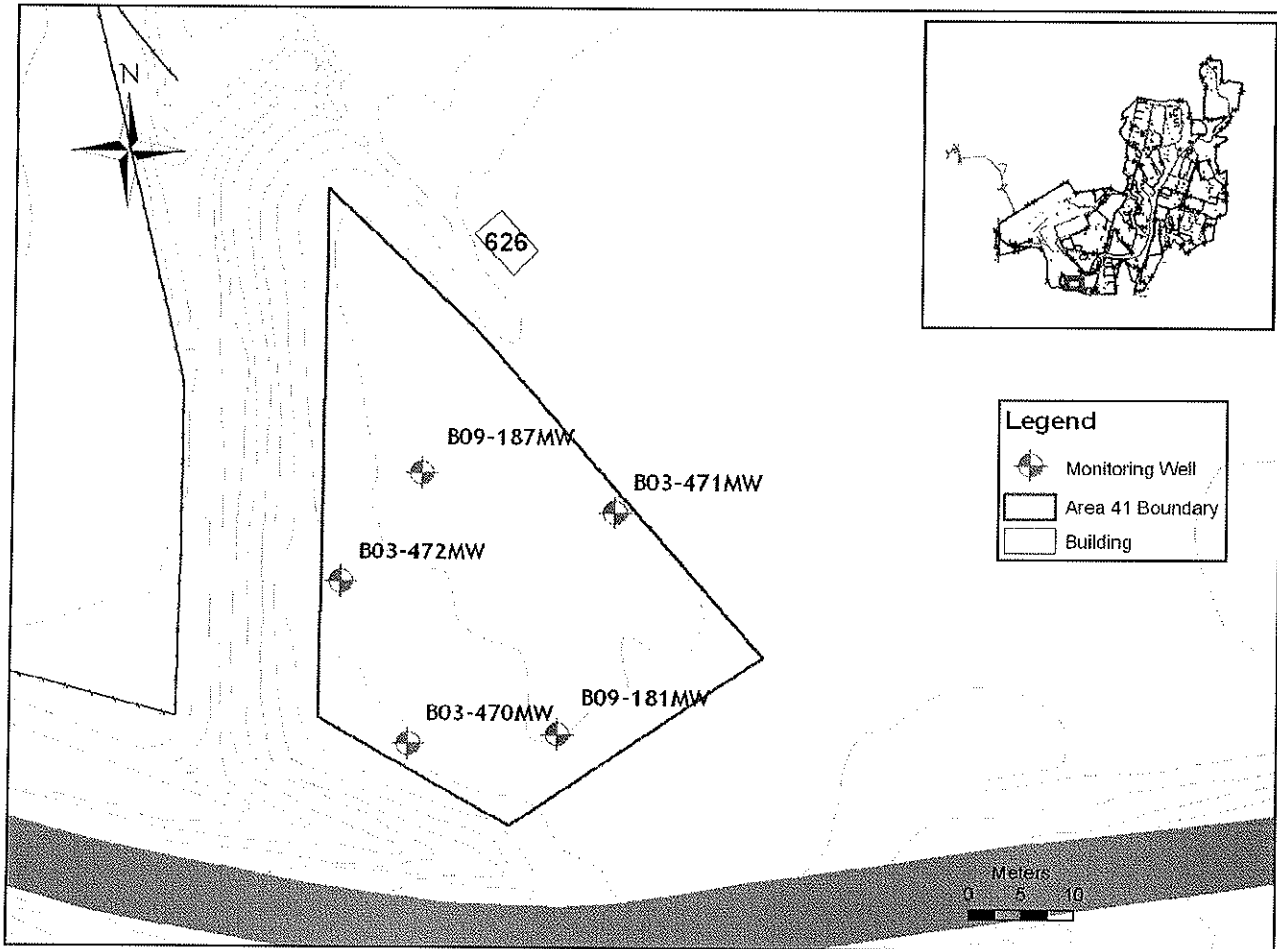 N
626
B09-187MW
B03-471MW
B03-472MW
B03-470MW
B09-181MW
Legend
Monitoring Well
Area 41 Boundary
Building
Meters
0 5 10